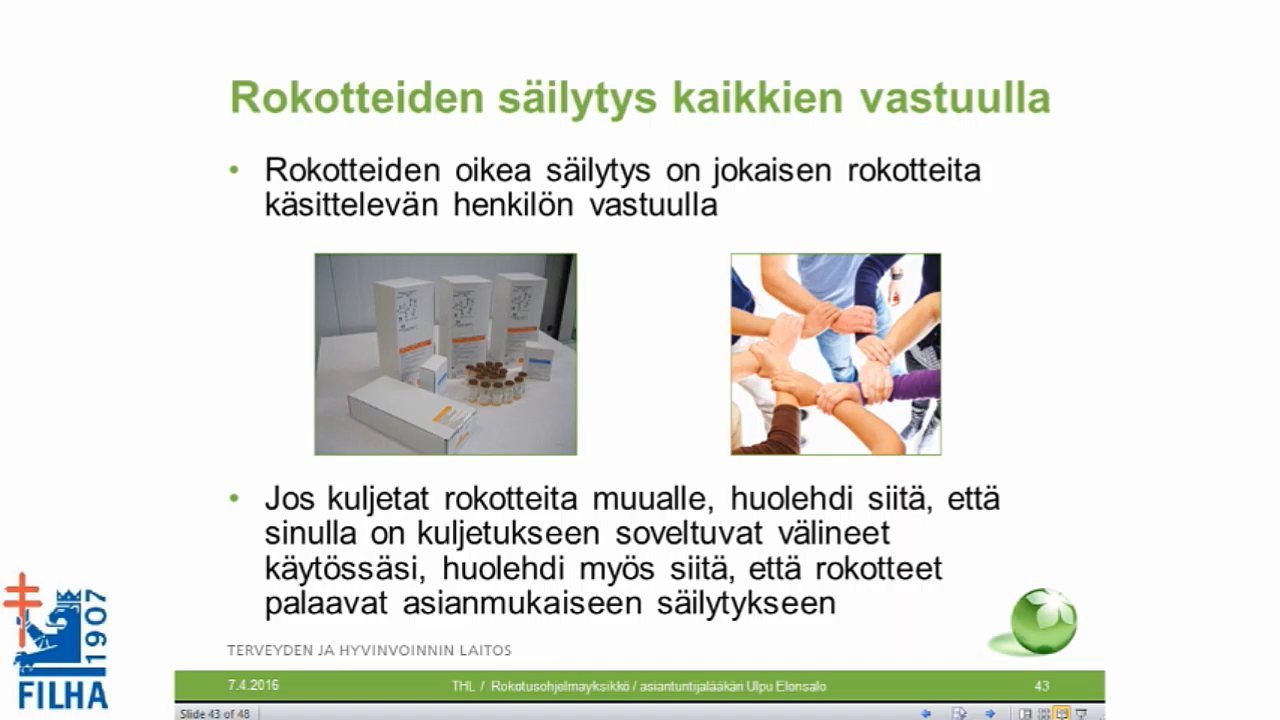 Rokotteiden säilytys kaikkien vastuulla
• Rokotteiden oikea säilytys on jokaisen rokotteita
käsittelevän henkilön vastuulla
• Jos kuljetat rokotteita muualle, huolehdi siitä, että
sinulla on kuljetukseen soveltuvat välineet
käytössäsi, huolehdi myös siitä, että rokotteet
palaavat asianmukaiseen säilytykseen
1907
FILHA
TERVEYDEN JA HYVINVOINNIN LAITOS
7.4.2016 THL / Rokotusohjelmayksikkö / asiantuntijalääkäri Ulpu Elonsalo 43
Slide 43 of 48